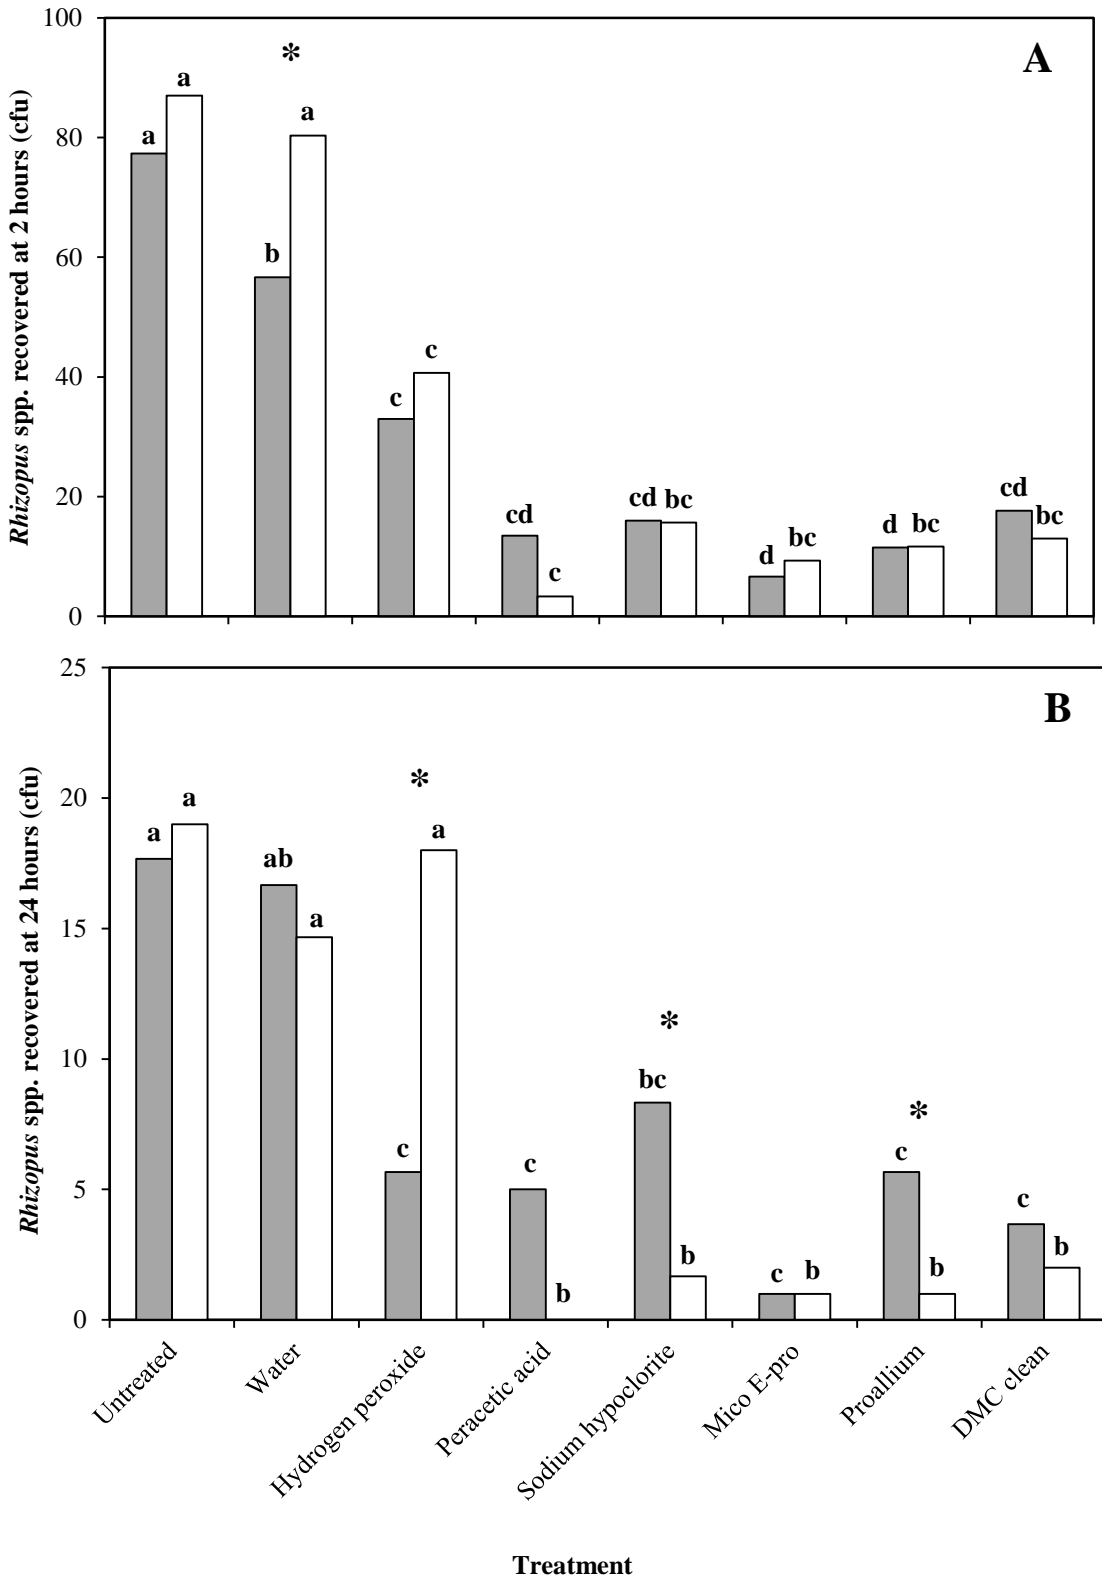 Rhizopus spp. recovered at 2 hours (cfu)
100
80
60
40
20
0
A
*
a a
b a
c c
cd c
cd bc
d bc
d bc
cd bc
Rhizopus spp. recovered at 24 hours (cfu)
25
20
15
10
5
0
B
a a
ab a
*
c a
c b
*
bc b
c b
*
c b
c b
Untreated
Water
Hydrogen peroxide
Peracetic acid
Sodium hypoclorite
Mico E-pro
Proallium
DMC clean
Treatment